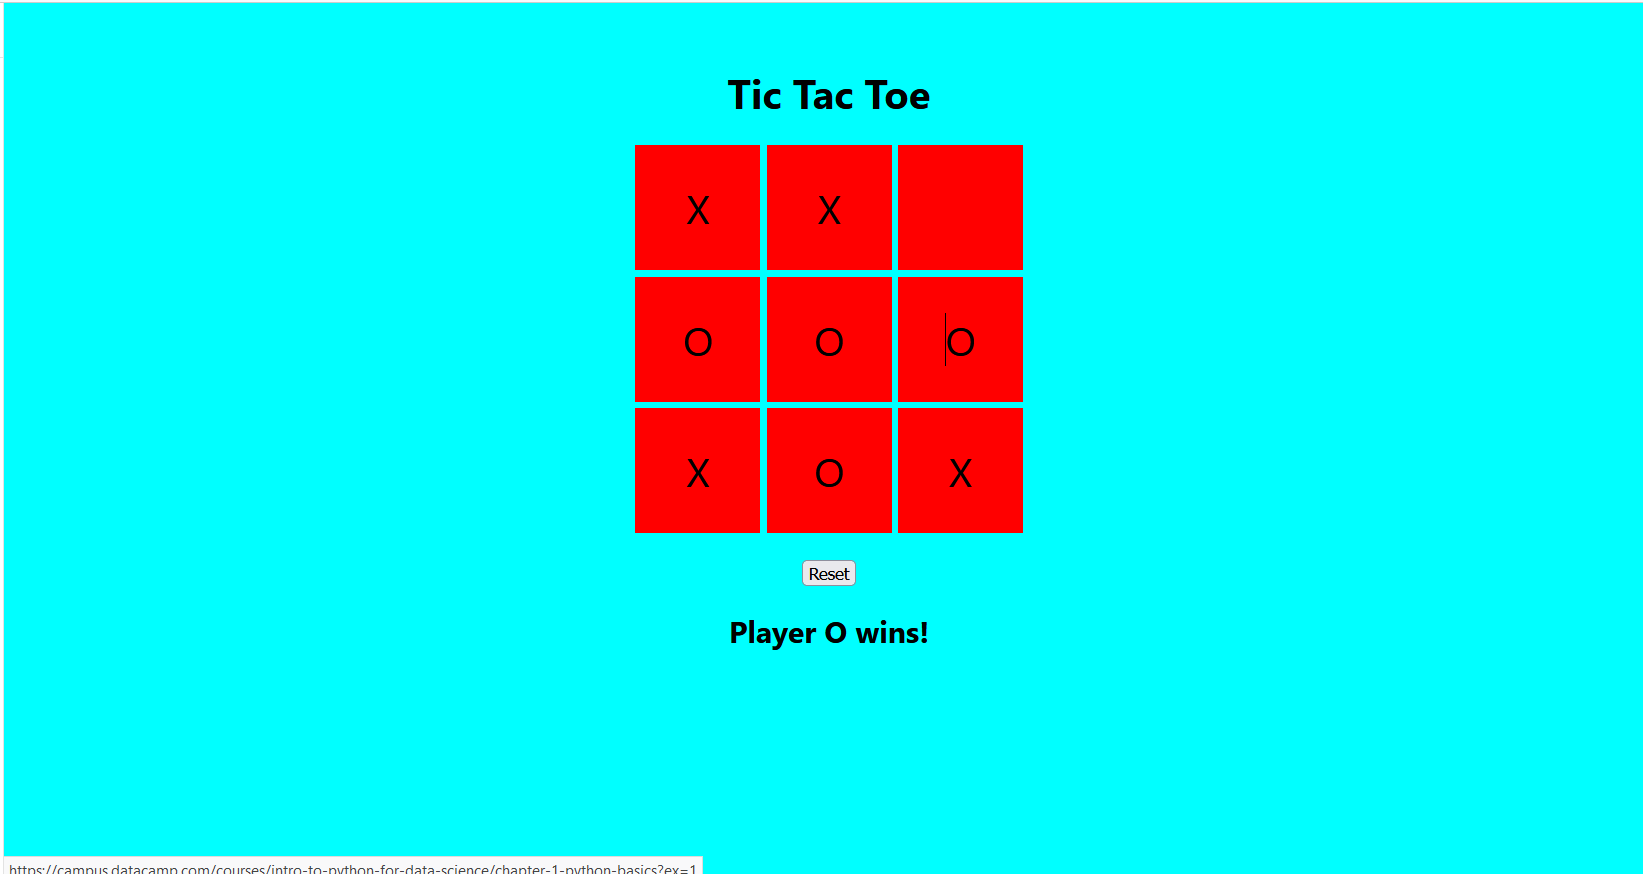 Tic Tac Toe
X X
O O O
X O X
Reset
Player O wins!
https://campus.datacamp.com/courses/intro-to-python-for-data-science/chapter-1-python-basics?ex=1